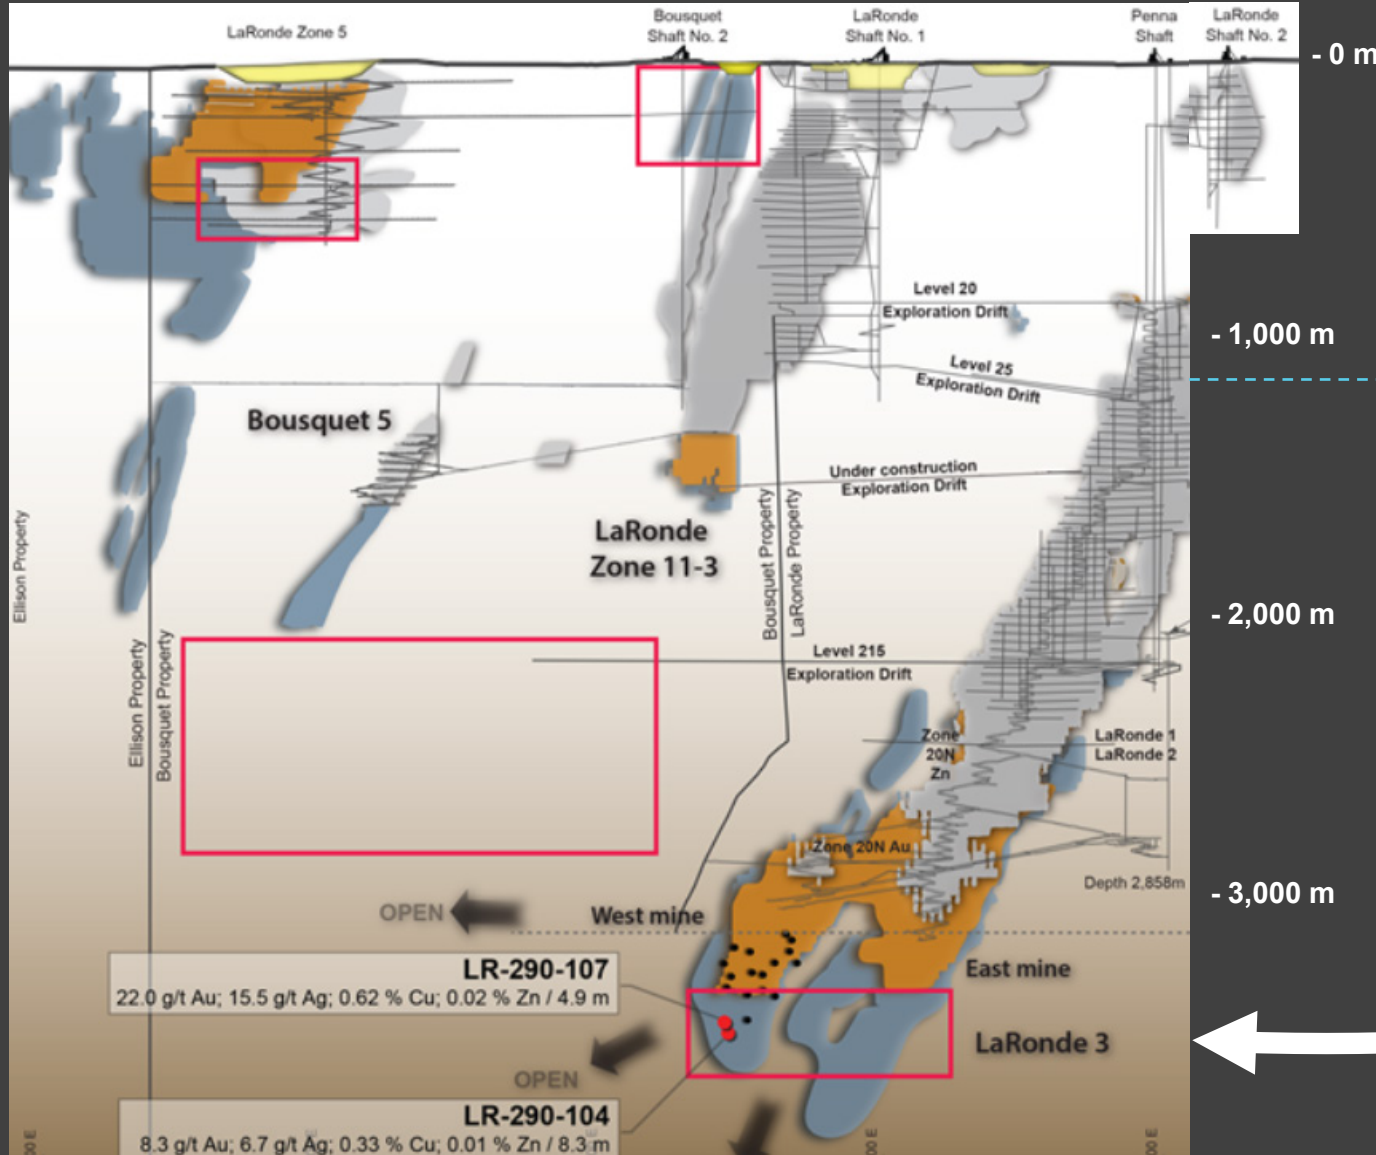 LaRonde Zone 5
Bousquet
Shaft No. 2
LaRonde
Shaft No. 1
Penna
Shaft
LaRonde
Shaft No. 2
- 0 m
Level 20
Exploration Drift
- 1,000 m
Level 25
Exploration Drift
Bousquet 5
Under construction
Exploration Drift
LaRonde
Zone 11-3
Bousquet Property
LaRonde Property
Ellison Property
- 2,000 m
Ellison Property
Bousquet Property
Level 215
Exploration Drift
Zone
20N
Zn
LaRonde 1
LaRonde 2
Zone 20N Au
Depth 2,858m
- 3,000 m
OPEN
West mine
East mine
LR-290-107
22.0 g/t Au; 15.5 g/t Ag; 0.62 % Cu; 0.02 % Zn / 4.9 m
LaRonde 3
OPEN
LR-290-104
8.3 g/t Au; 6.7 g/t Ag; 0.33 % Cu; 0.01 % Zn / 8.3 m